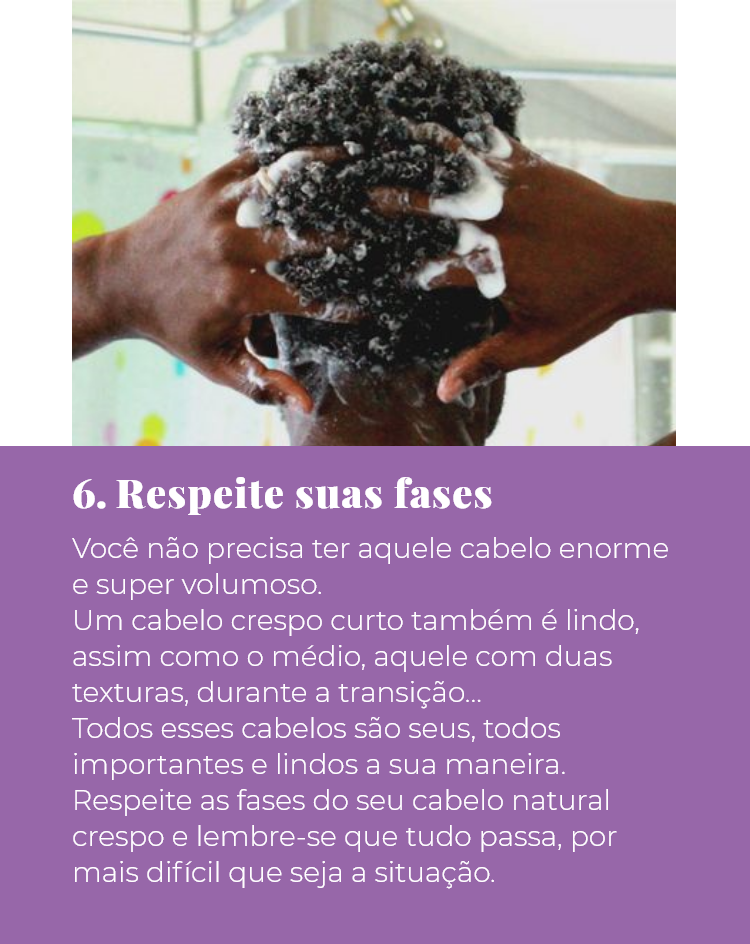 6. Respeite suas fases
Você não precisa ter aquele cabelo enorme
e super volumoso.
Um cabelo crespo curto também é lindo,
assim como o médio, aquele com duas
texturas, durante a transição...
Todos esses cabelos são seus, todos
importantes e lindos a sua maneira.
Respeite as fases do seu cabelo natural
crespo e lembre-se que tudo passa, por
mais difícil que seja a situação.